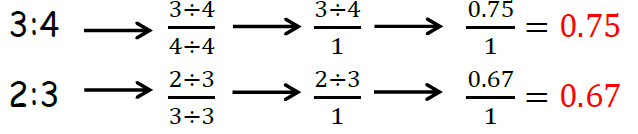 3:4 → 3÷4/4÷4 → 3÷4/1 → 0.75/1 = 0.75
2:3 → 2÷3/3÷3 → 2÷3/1 → 0.67/1 = 0.67